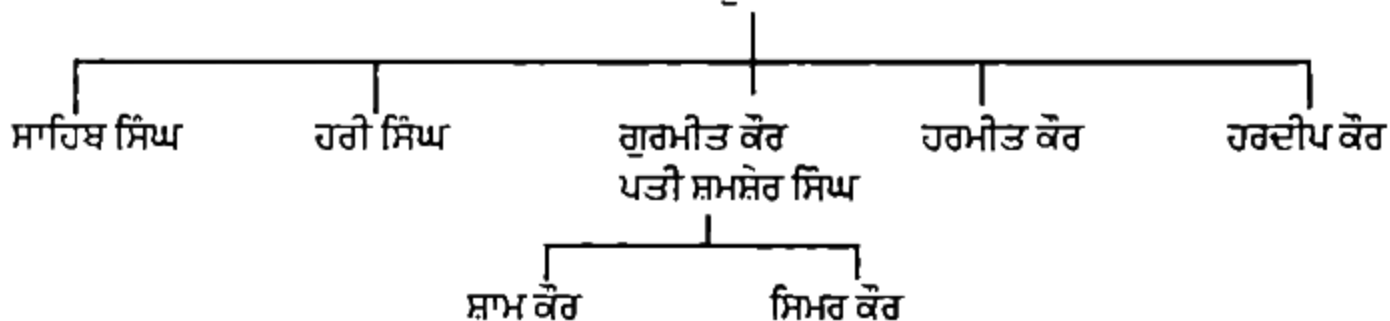 ਸਾਹਿਬ ਸਿੰਘ ਹਰੀ ਸਿੰਘ ਗੁਰਮੀਤ ਕੌਰ ਹਰਮੀਤ ਕੌਰ ਹਰਦੀਪ ਕੌਰ
ਪਤੀ ਸ਼ਮਸ਼ੇਰ ਸਿੰਘ
ਸ਼ਾਮ ਕੌਰ ਸਿਮਰ ਕੌਰ